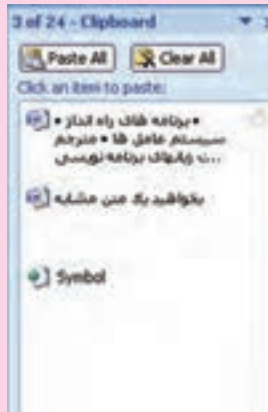 3 of 24 - Clipboard
Paste All Clear All
Click an item to paste:
• برنامه های راه انداز •
سیستم عامل ها • مترجم
...ت زبانهای برنامه نویسی
بخواهید یک متن مشابه
Symbol